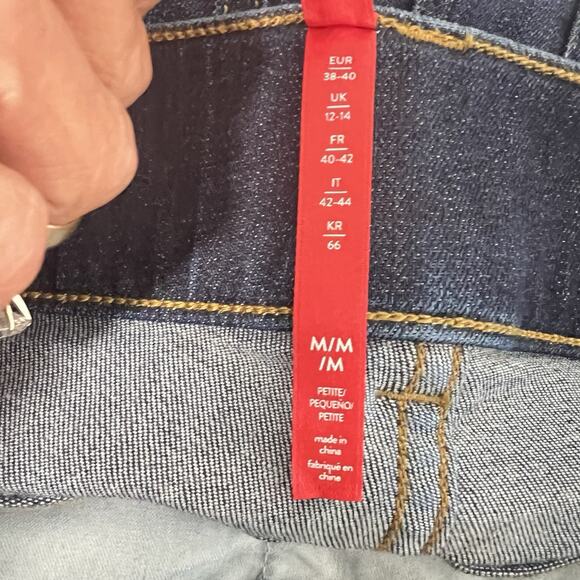 EUR
38-40
UK
12-14
FR
40-42
IT
42-44
KR
66
M/M
/M
PETITE/
PEQUEÑO/
PETITE
made in
china
fabriqué en
chine